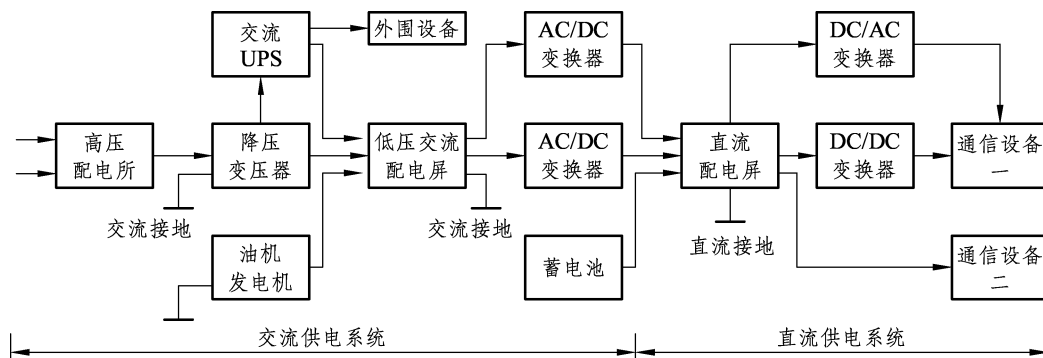 交流
UPS
外围设备
AC/DC
变换器
DC/AC
变换器
高压
配电所
降压
变压器
低压交流
配电屏
AC/DC
变换器
直流
配电屏
DC/DC
变换器
通信设备
一
交流接地
交流接地
直流接地
油机
发电机
蓄电池
通信设备
二
交流供电系统
直流供电系统